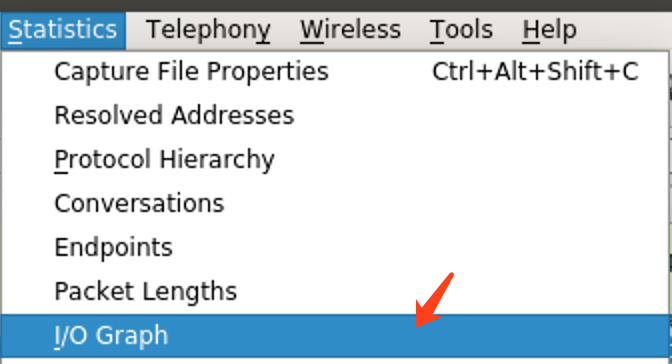 Statistics Telephony Wireless Tools Help
Capture File Properties Ctrl+Alt+Shift+C
Resolved Addresses
Protocol Hierarchy
Conversations
Endpoints
Packet Lengths
I/O Graph